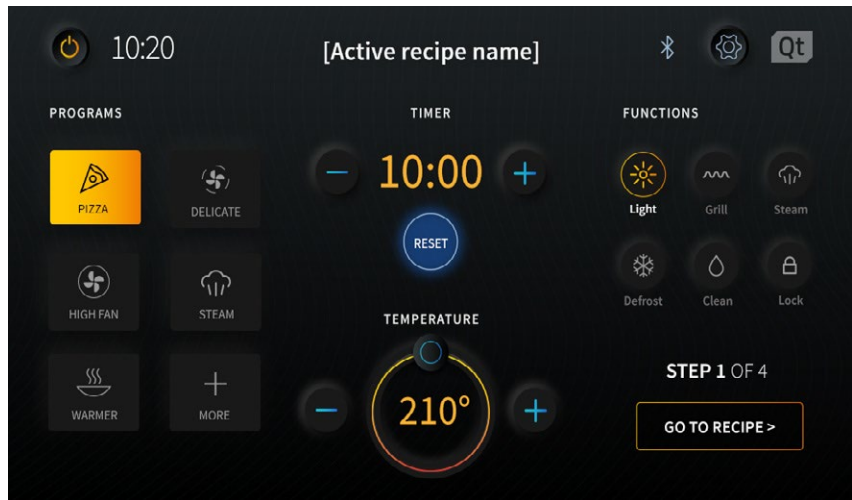 10:20
[Active recipe name]
Qt
PROGRAMS
PIZZA
DELICATE
HIGH FAN
STEAM
WARMER
MORE
TIMER
10:00
RESET
TEMPERATURE
210°
FUNCTIONS
Light
Grill
Steam
Defrost
Clean
Lock
STEP 1 OF 4
GO TO RECIPE >